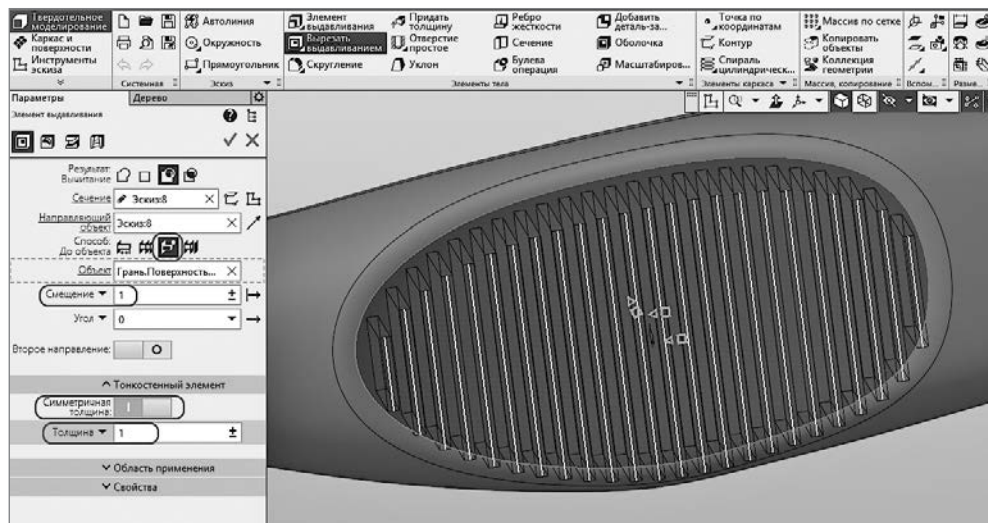 Твердотельное моделирование
Каркас и поверхности
Инструменты эскиза
Системная
Автолиния
Окружность
Прямоугольник
Эскиз
Элемент выдавливания
Вырезать выдавливанием
Скругление
Придать толщину
Отверстие простое
Уклон
Ребро жесткости
Сечение
Булева операция
Добавить деталь-за...
Оболочка
Масштабиров...
Элементы тела
Точка по координатам
Контур
Спираль цилиндрическ...
Элементы каркаса
Массив по сетке
Копировать объекты
Коллекция геометрии
Массив, копирование
Вспом...
Разме...
Параметры
Дерево
Элемент выдавливания
Результат:
Вычитание
Сечение
Эскиз:8
Направляющий
объект
Эскиз:8
Способ:
До объекта
Объект
Грань.Поверхность...
Смещение
1
Угол
0
Второе направление:
Тонкостенный элемент
Симметричная
толщина:
Толщина
1
Область применения
Свойства